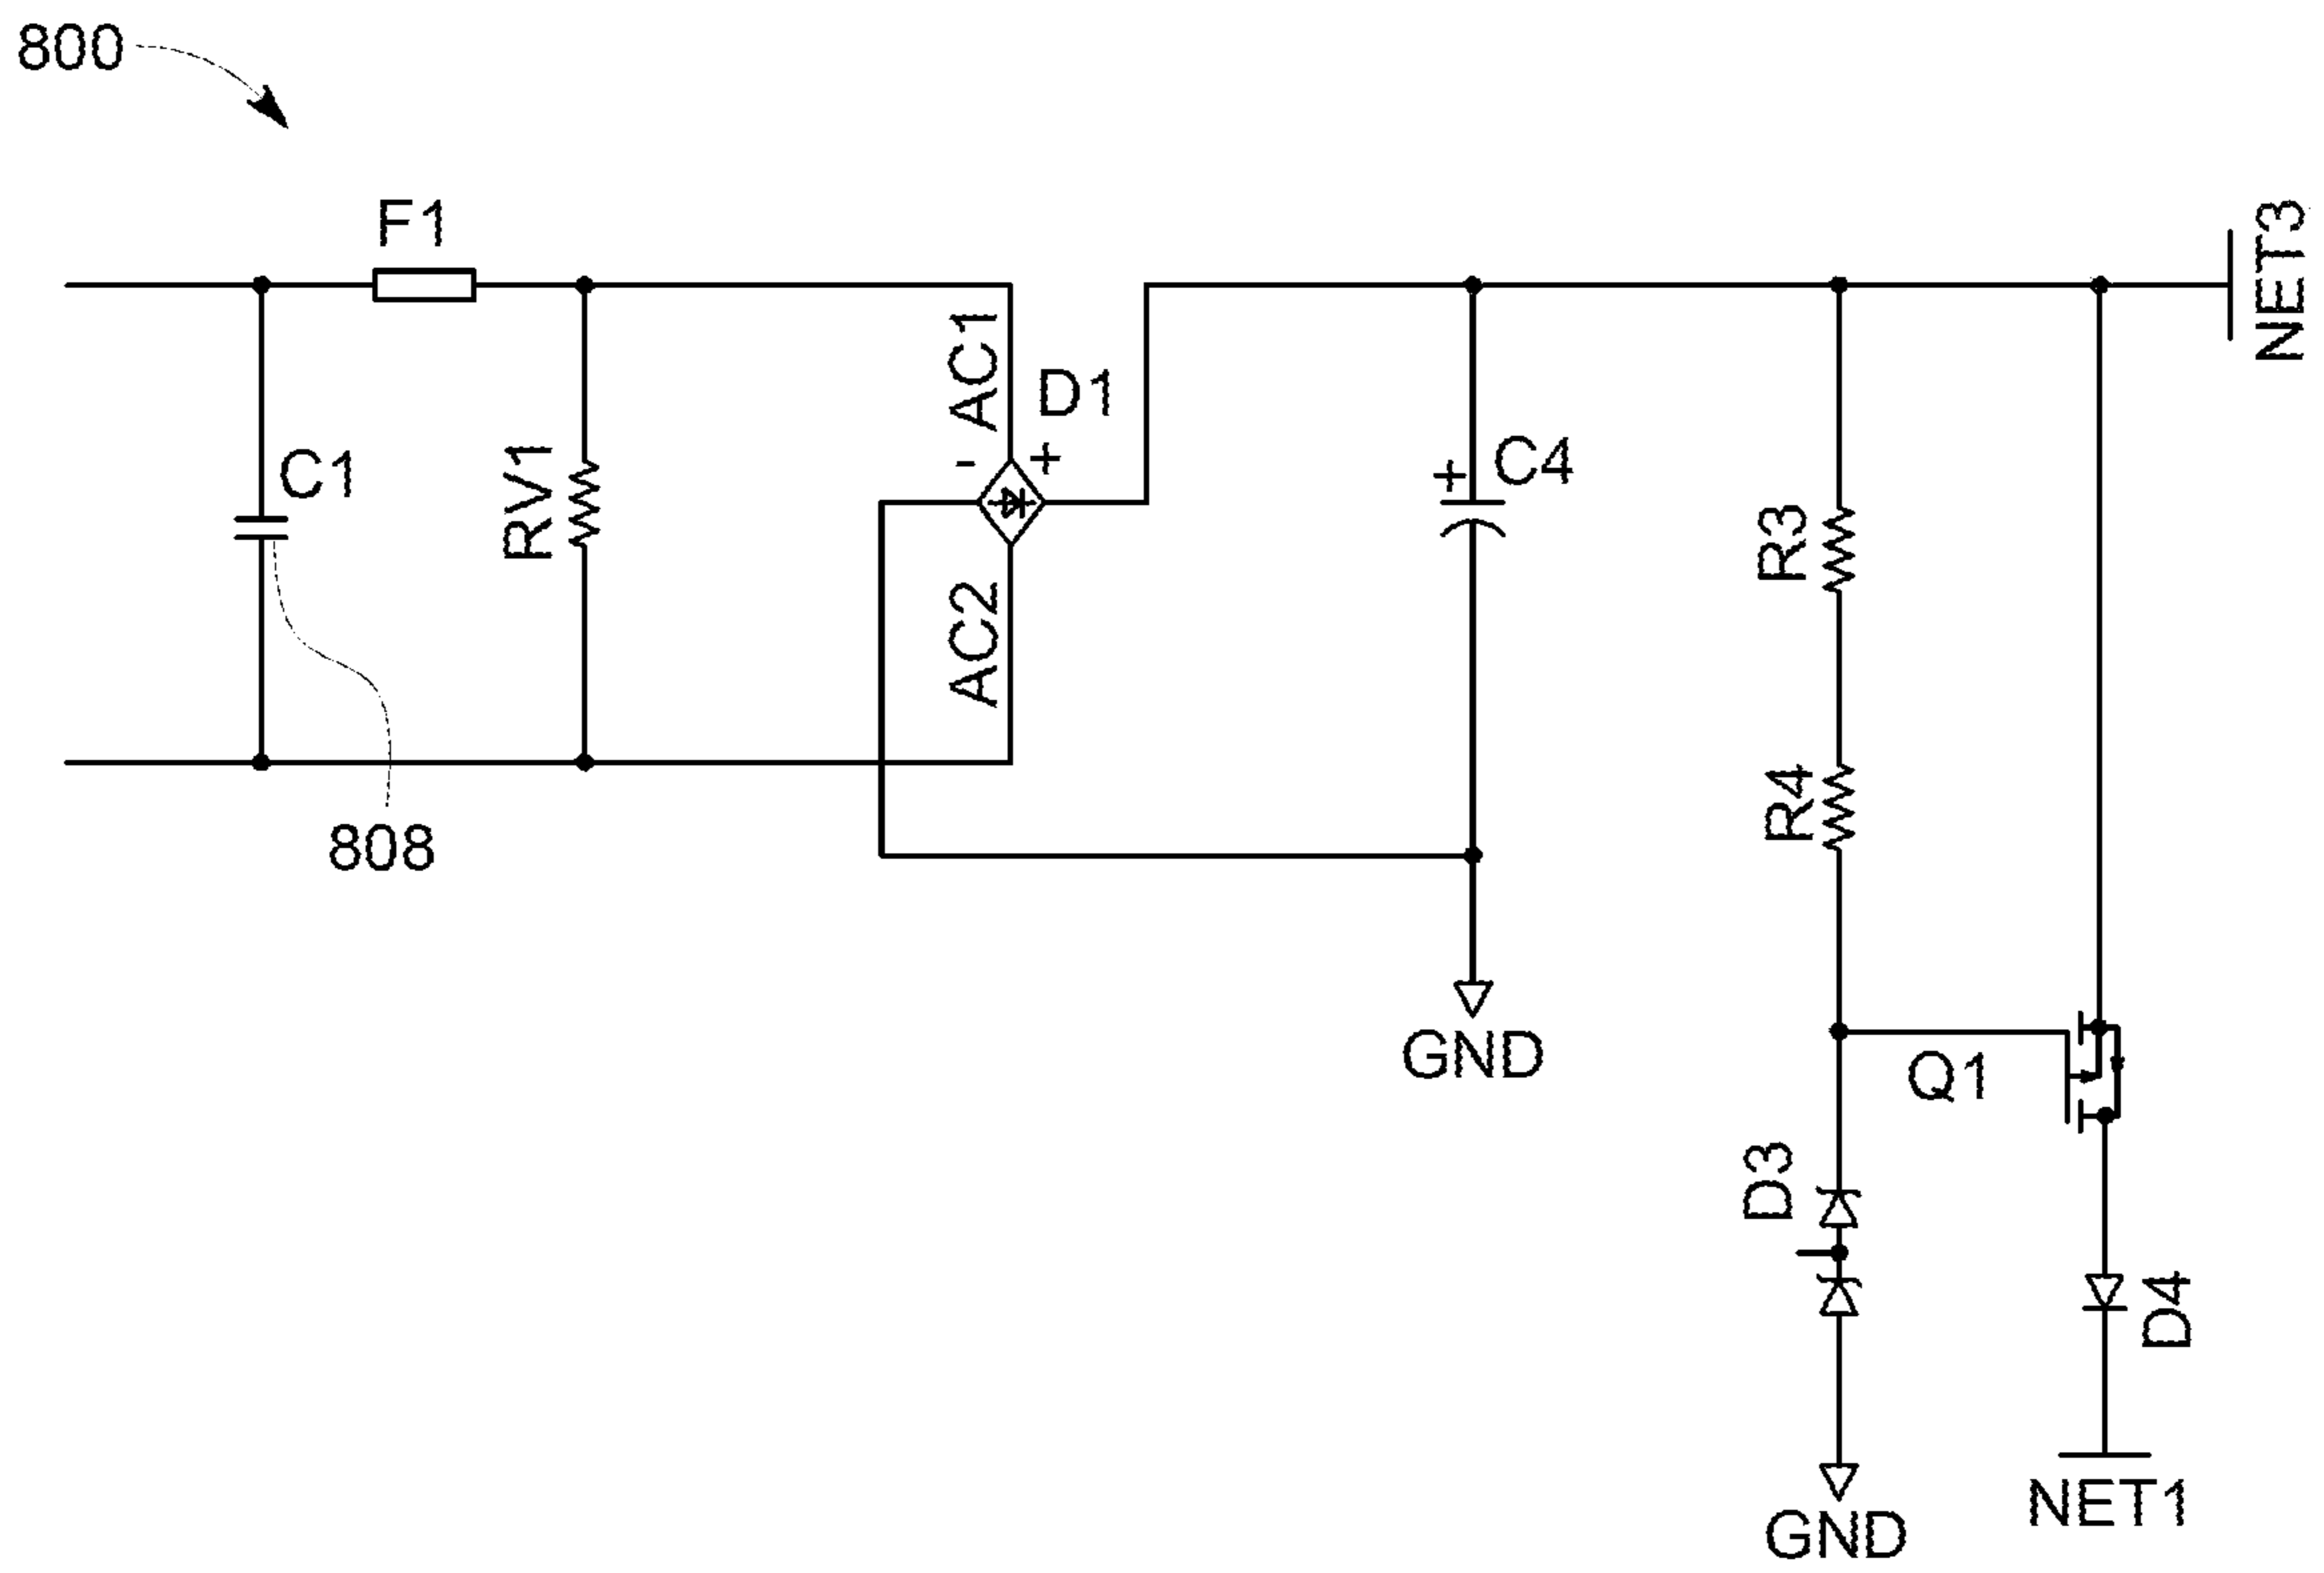 800
F1
NET3
AC1
D1
- +
C1
RV1
+ C4
R3
AC2
R4
808
GND
Q1
D3
D4
NET1
GND